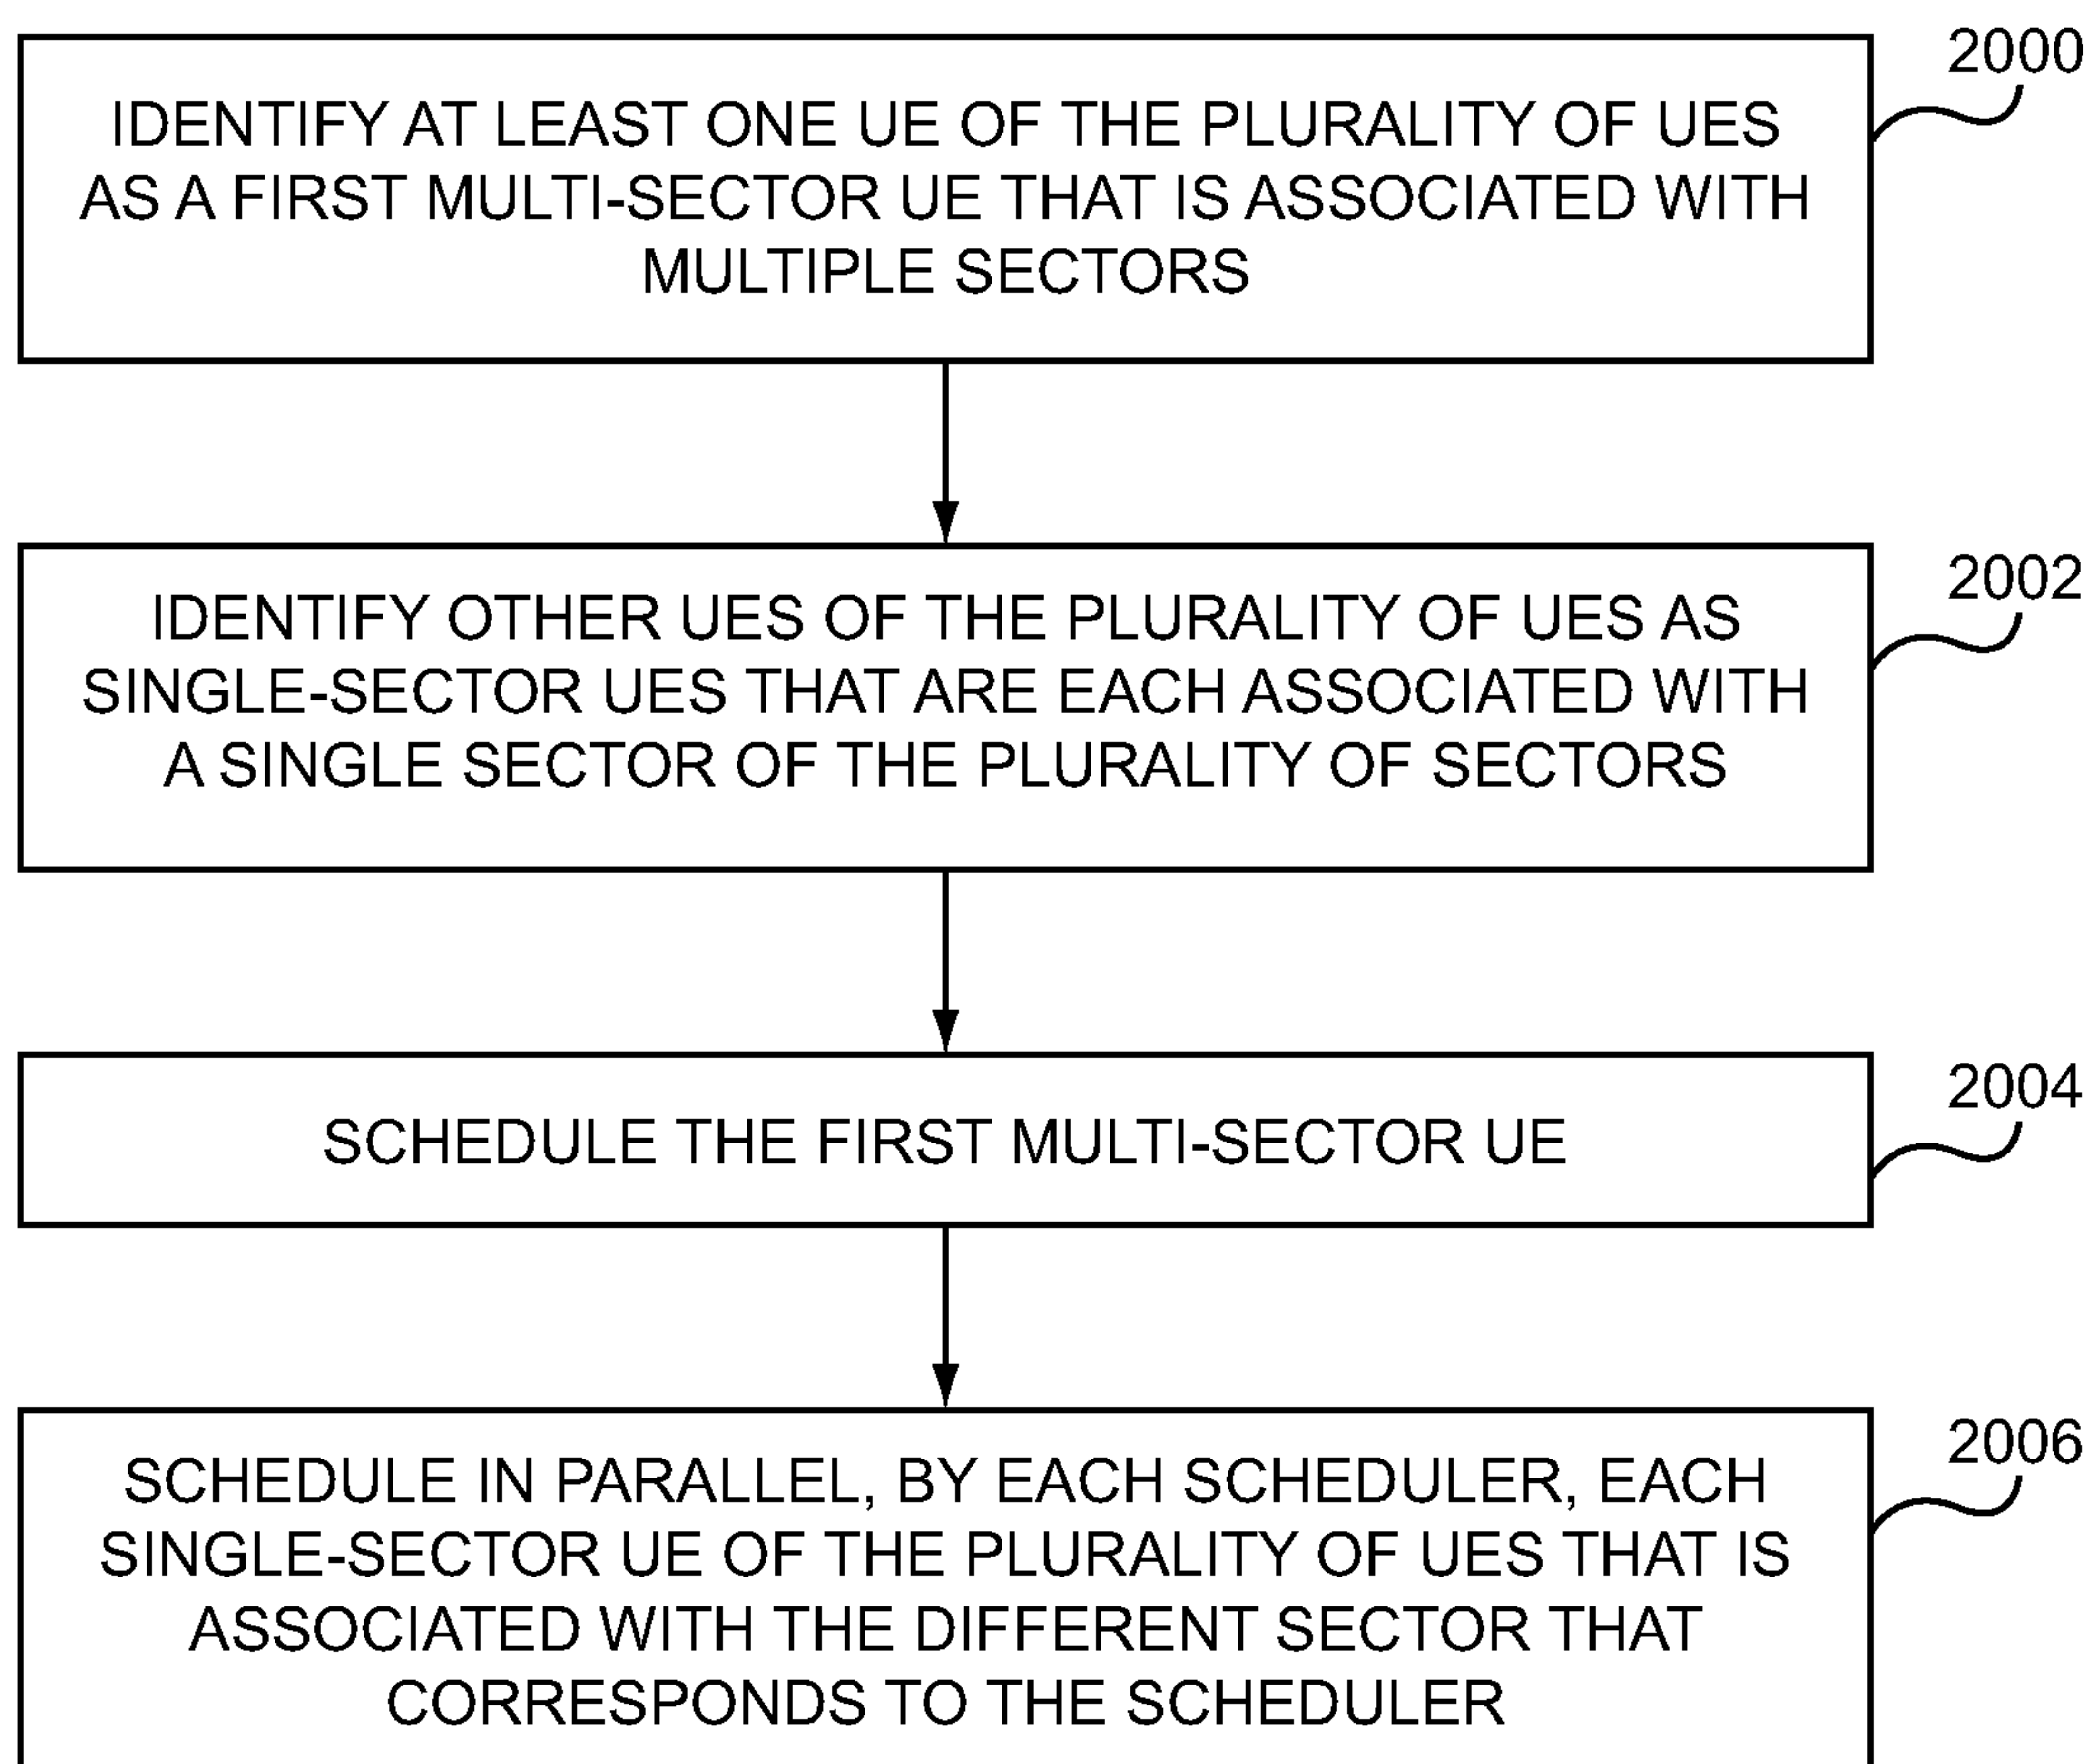 2000
IDENTIFY AT LEAST ONE UE OF THE PLURALITY OF UES
AS A FIRST MULTI-SECTOR UE THAT IS ASSOCIATED WITH
MULTIPLE SECTORS
2002
IDENTIFY OTHER UES OF THE PLURALITY OF UES AS
SINGLE-SECTOR UES THAT ARE EACH ASSOCIATED WITH
A SINGLE SECTOR OF THE PLURALITY OF SECTORS
2004
SCHEDULE THE FIRST MULTI-SECTOR UE
2006
SCHEDULE IN PARALLEL, BY EACH SCHEDULER, EACH
SINGLE-SECTOR UE OF THE PLURALITY OF UES THAT IS
ASSOCIATED WITH THE DIFFERENT SECTOR THAT
CORRESPONDS TO THE SCHEDULER